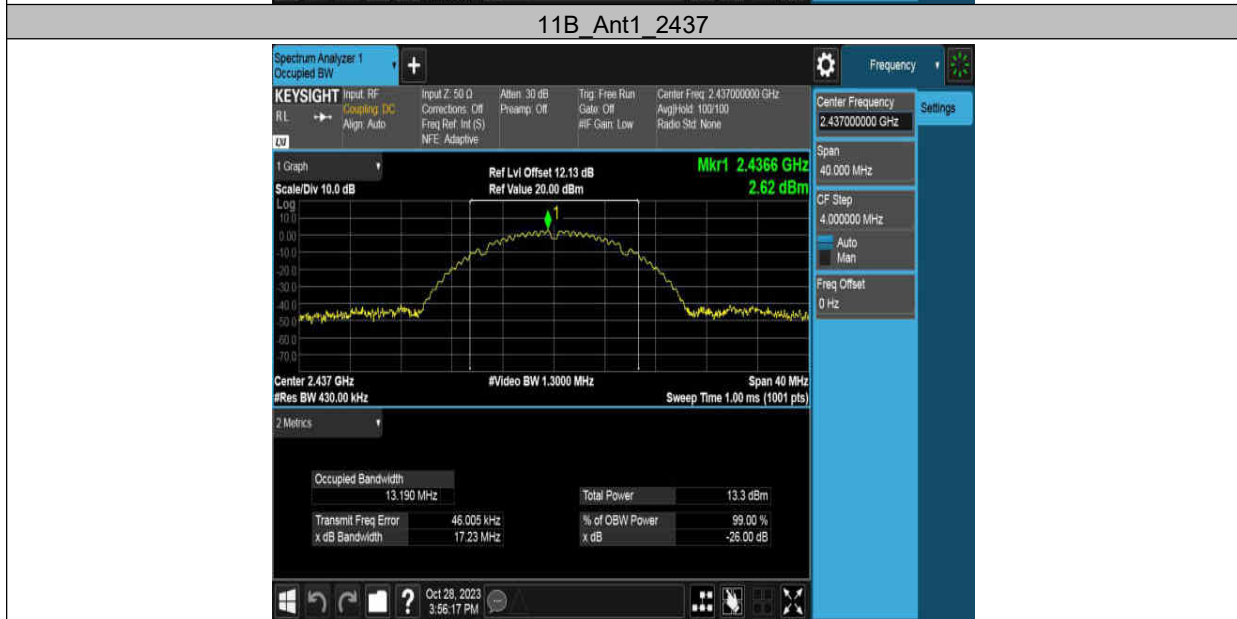 11B_Ant1_2437
Spectrum Analyzer 1
Occupied BW
+
Frequency
KEYSIGHT
RL
Input: RF
Coupling: DC
Align: Auto
Input Z: 50 Ω
Corrections: Off
Freq Ref: Int (S)
NFE: Adaptive
Atten: 30 dB
Preamp: Off
Trig: Free Run
Gate: Off
#IF Gain: Low
Center Freq: 2.437000000 GHz
Avg|Hold: 100/100
Radio Std: None
Center Frequency
2.437000000 GHz
Settings
Span
40.000 MHz
CF Step
4.000000 MHz
Auto
Man
Freq Offset
0 Hz
1 Graph
Scale/Div 10.0 dB
Ref Lvl Offset 12.13 dB
Ref Value 20.00 dBm
Mkr1 2.4366 GHz
2.62 dBm
Log
10.0
0.00
-10.0
-20.0
-30.0
-40.0
-50.0
-60.0
-70.0
1
Center 2.437 GHz
#Res BW 430.00 kHz
#Video BW 1.3000 MHz
Span 40 MHz
Sweep Time 1.00 ms (1001 pts)
2 Metrics
Occupied Bandwidth
13.190 MHz
Total Power 13.3 dBm
Transmit Freq Error 46.005 kHz
% of OBW Power 99.00 %
x dB Bandwidth 17.23 MHz
x dB -26.00 dB
?
Oct 28, 2023
3:56:17 PM